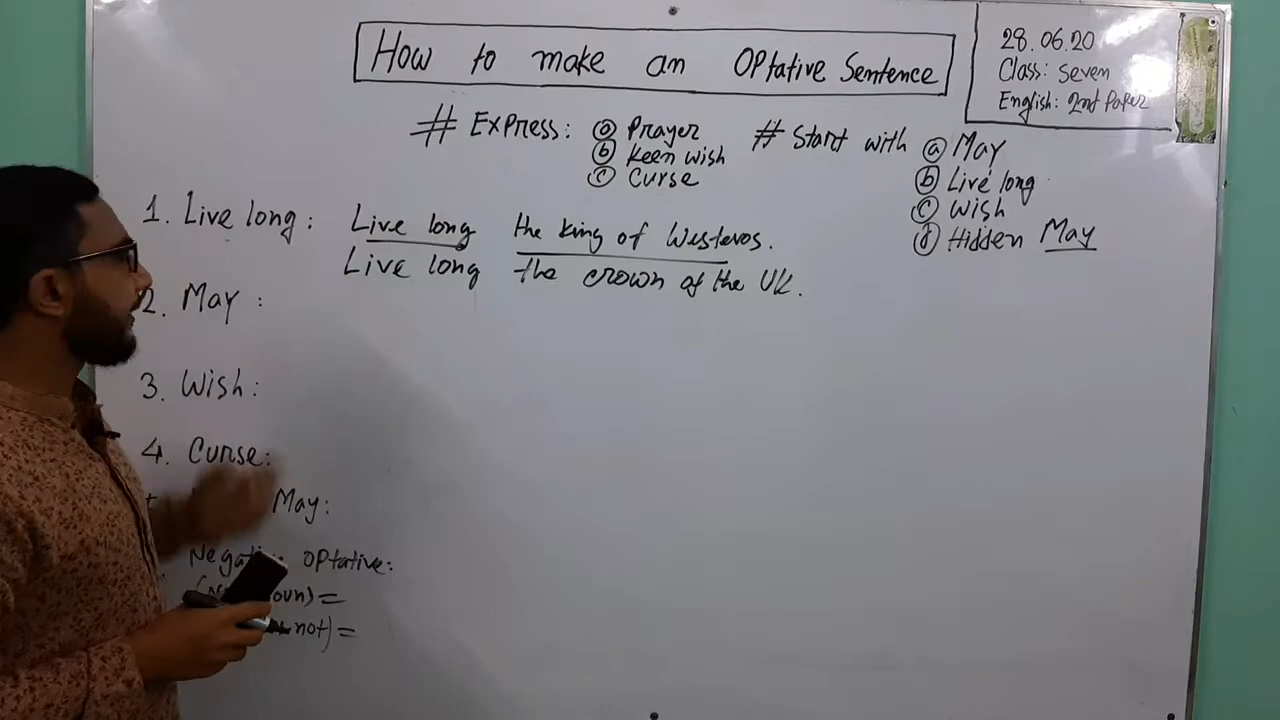 How to make an Optative Sentence
28.06.20
Class: Seven
English: 2nd Paper
# Express: (a) Prayer
(b) Keen wish
(c) Curse
# Start with (a) May
(b) Live long
(c) Wish
(d) Hidden May
1. Live long: Live long the king of Westeros.
Live long the crown of the UK.
2. May:
3. Wish:
4. Curse:
May:
Negative Optative:
not) =